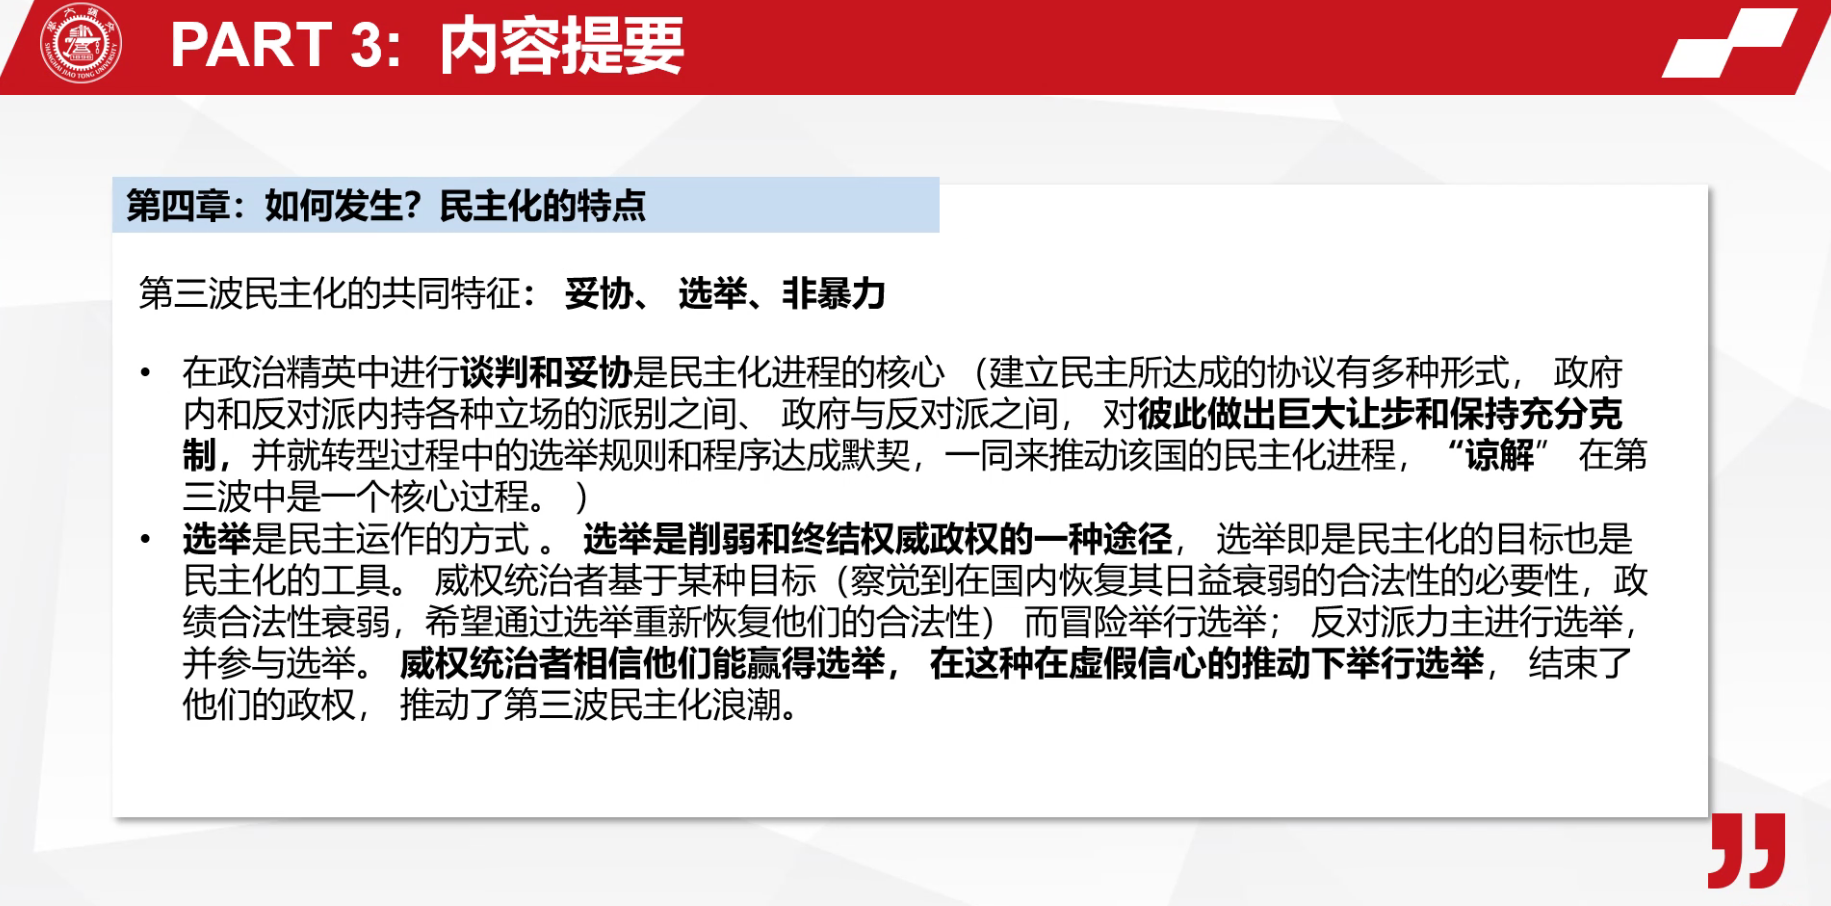 SHANGHAI JIAO TONG UNIVERSITY
PART 3: 内容提要
第四章：如何发生？民主化的特点
第三波民主化的共同特征： 妥协、 选举、非暴力
• 在政治精英中进行谈判和妥协是民主化进程的核心 （建立民主所达成的协议有多种形式， 政府
内和反对派内持各种立场的派别之间、 政府与反对派之间， 对彼此做出巨大让步和保持充分克
制，并就转型过程中的选举规则和程序达成默契，一同来推动该国的民主化进程， “谅解” 在第
三波中是一个核心过程。 ）
• 选举是民主运作的方式 。 选举是削弱和终结权威政权的一种途径， 选举即是民主化的目标也是
民主化的工具。 威权统治者基于某种目标（察觉到在国内恢复其日益衰弱的合法性的必要性，政
绩合法性衰弱，希望通过选举重新恢复他们的合法性） 而冒险举行选举； 反对派力主进行选举，
并参与选举。 威权统治者相信他们能赢得选举， 在这种在虚假信心的推动下举行选举， 结束了
他们的政权， 推动了第三波民主化浪潮。